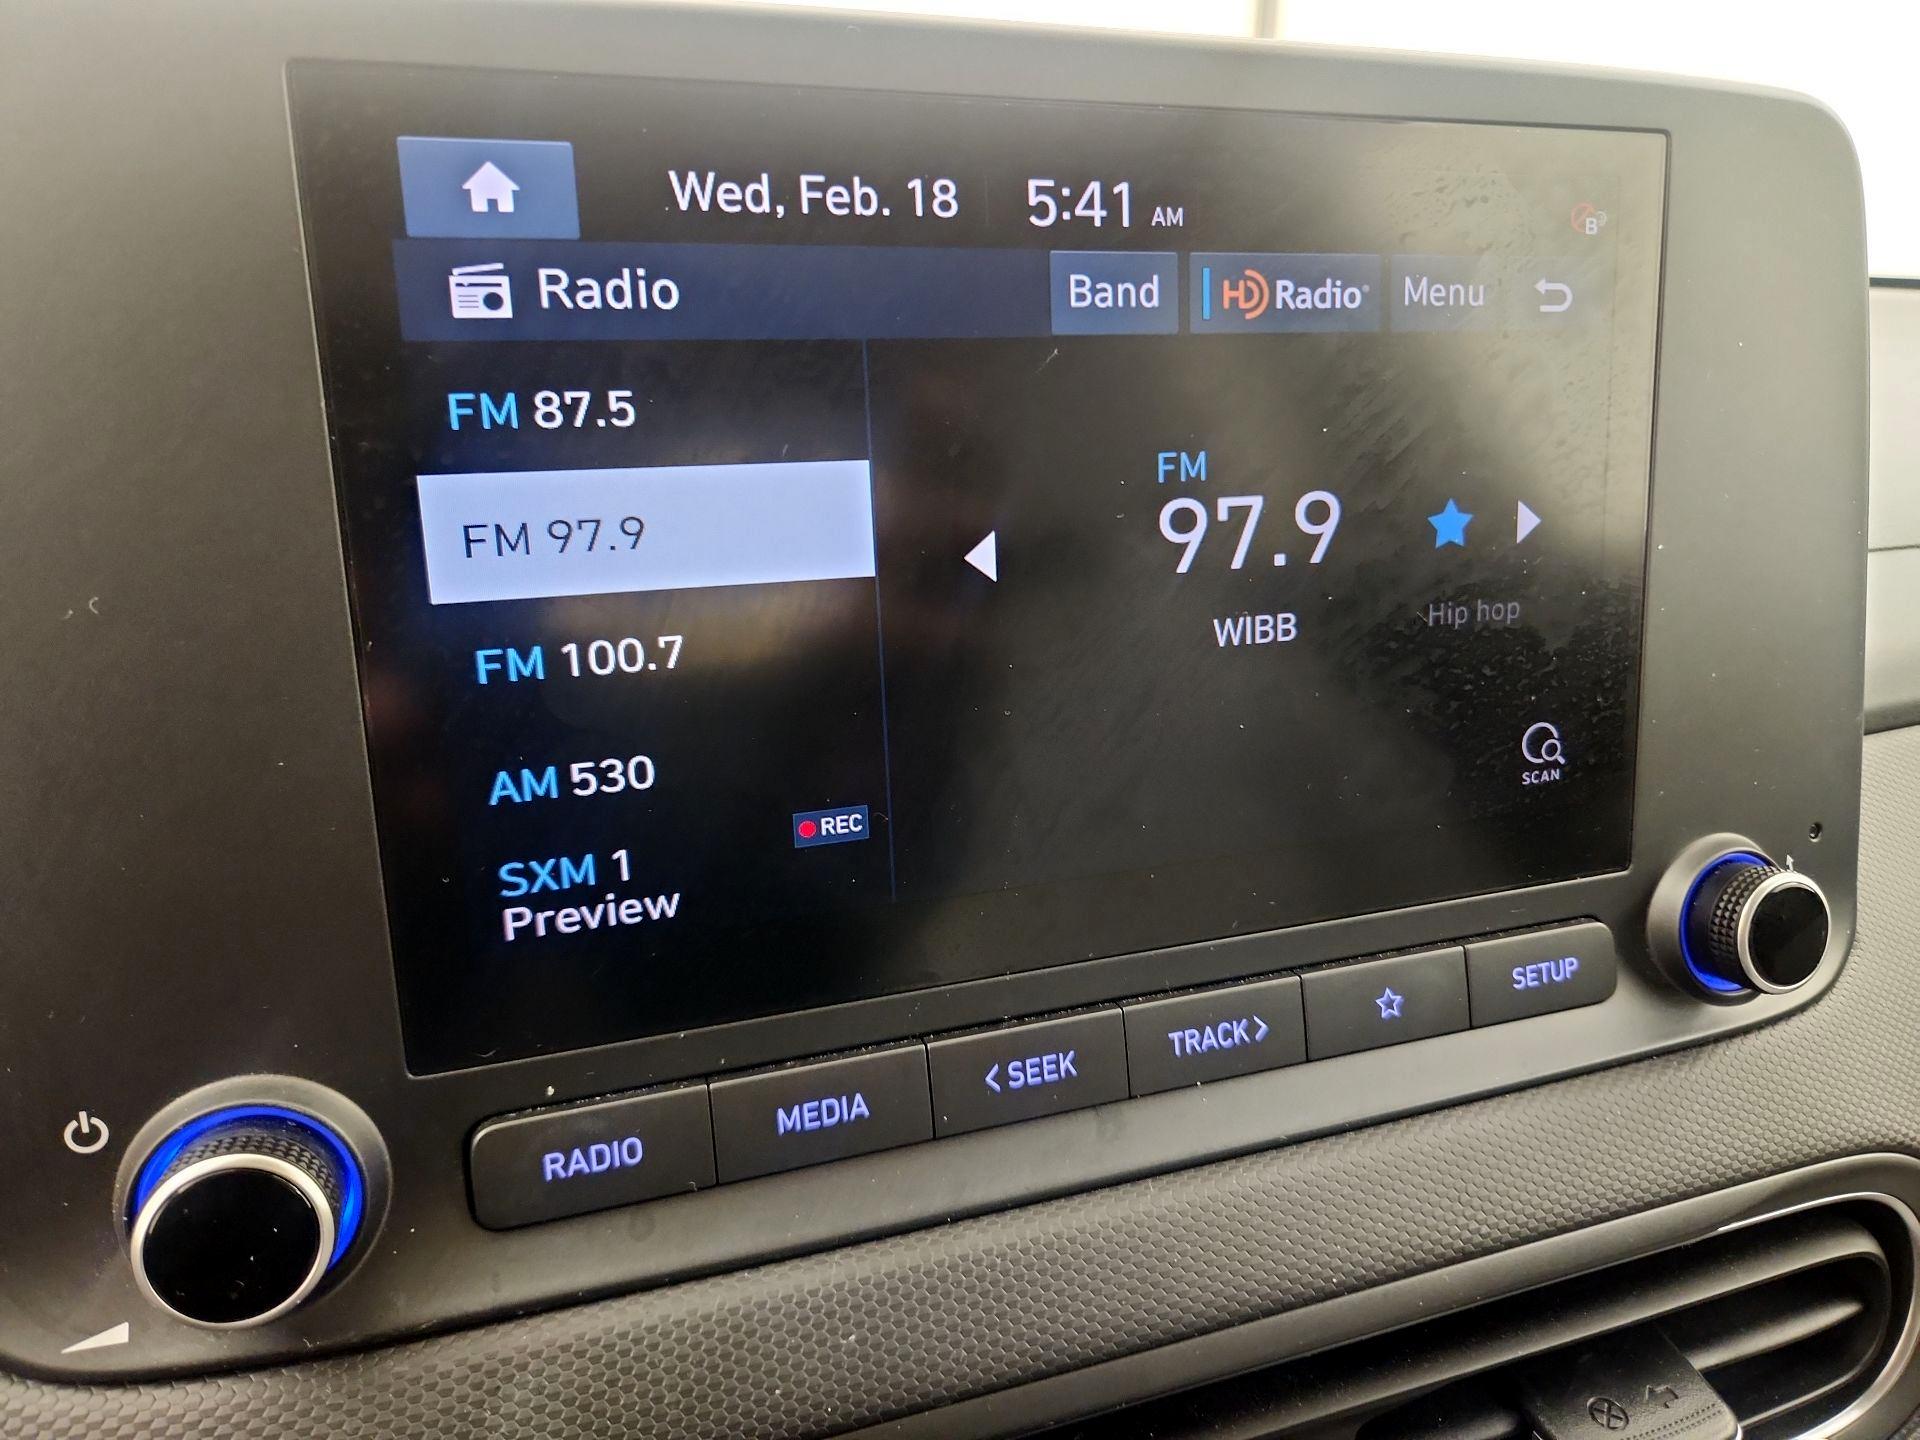 Wed, Feb. 18 5:41 AM
B
Radio Band HD Radio Menu
FM 87.5
FM 97.9
FM 100.7
AM 530
REC
SXM 1
Preview
FM
97.9
WIBB
Hip hop
SCAN
RADIO MEDIA <SEEK TRACK> SETUP